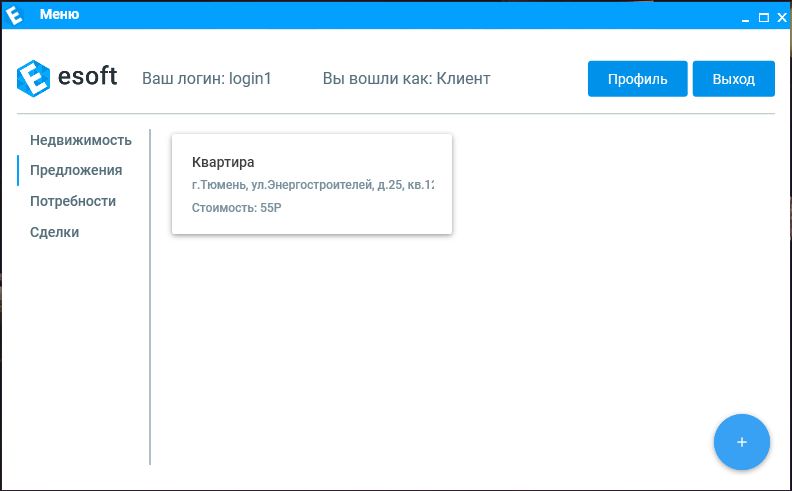 Меню
esoft
Ваш логин: login1
Вы вошли как: Клиент
Профиль
Выход
Недвижимость
Предложения
Потребности
Сделки
Квартира
г.Тюмень, ул.Энергостроителей, д.25, кв.12
Стоимость: 55Р
+